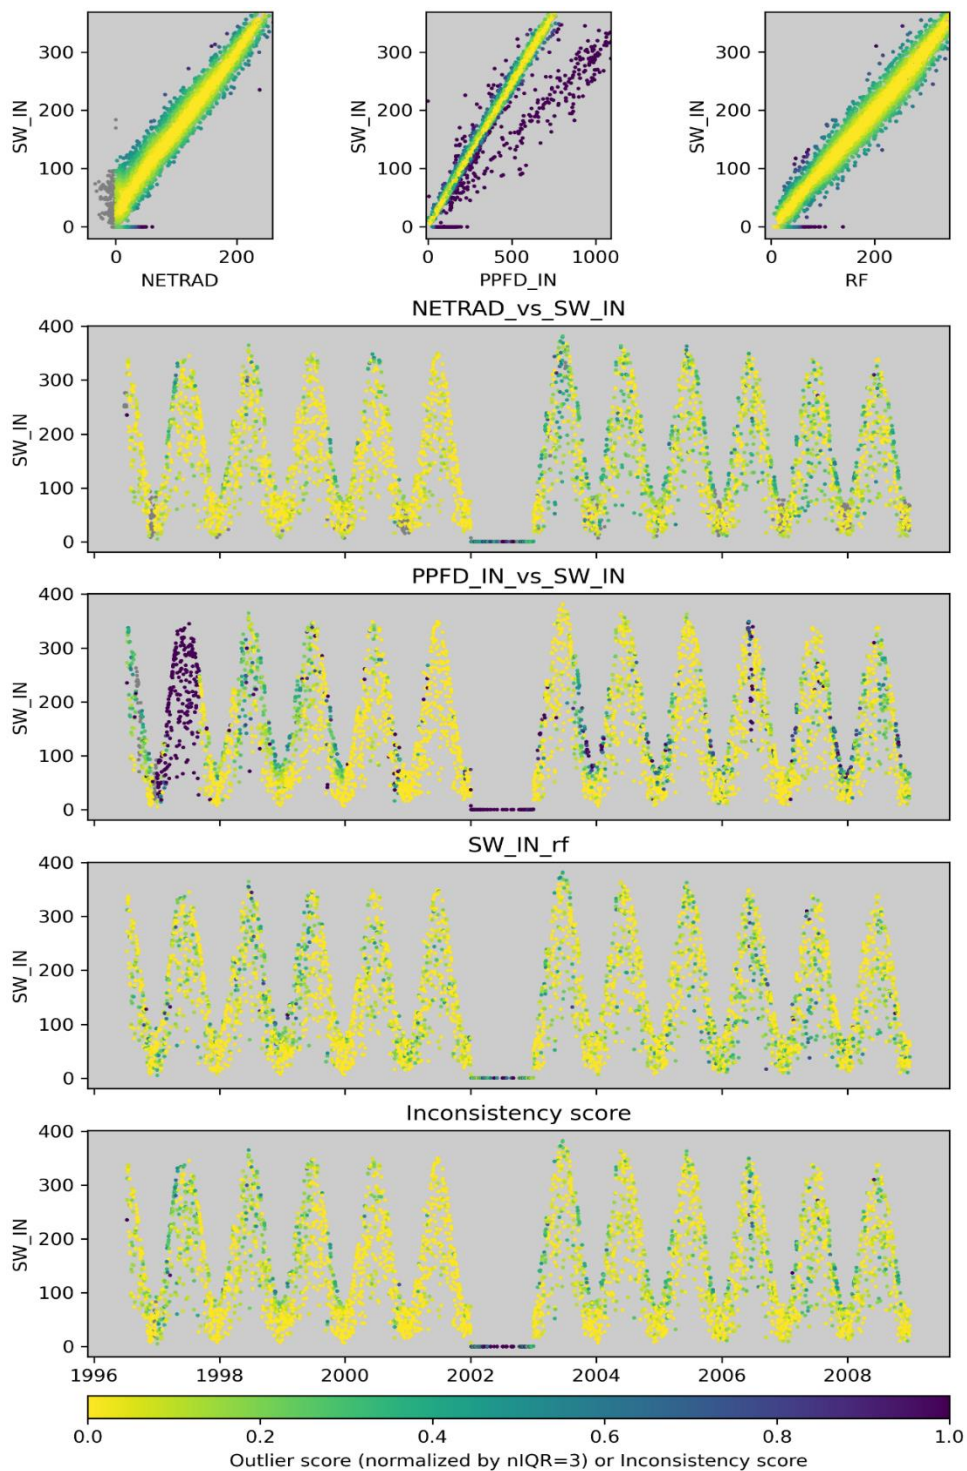 SW_IN
300
200
100
0
0
200
NETRAD
SW_IN
300
200
100
0
0
500
1000
PPFD_IN
SW_IN
300
200
100
0
0
200
RF
NETRAD_vs_SW_IN
SW_IN
400
300
200
100
0
PPFD_IN_vs_SW_IN
SW_IN
400
300
200
100
0
SW_IN_rf
SW_IN
400
300
200
100
0
Inconsistency score
SW_IN
400
300
200
100
0
1996 1998 2000 2002 2004 2006 2008
0.0 0.2 0.4 0.6 0.8 1.0
Outlier score (normalized by nIQR=3) or Inconsistency score